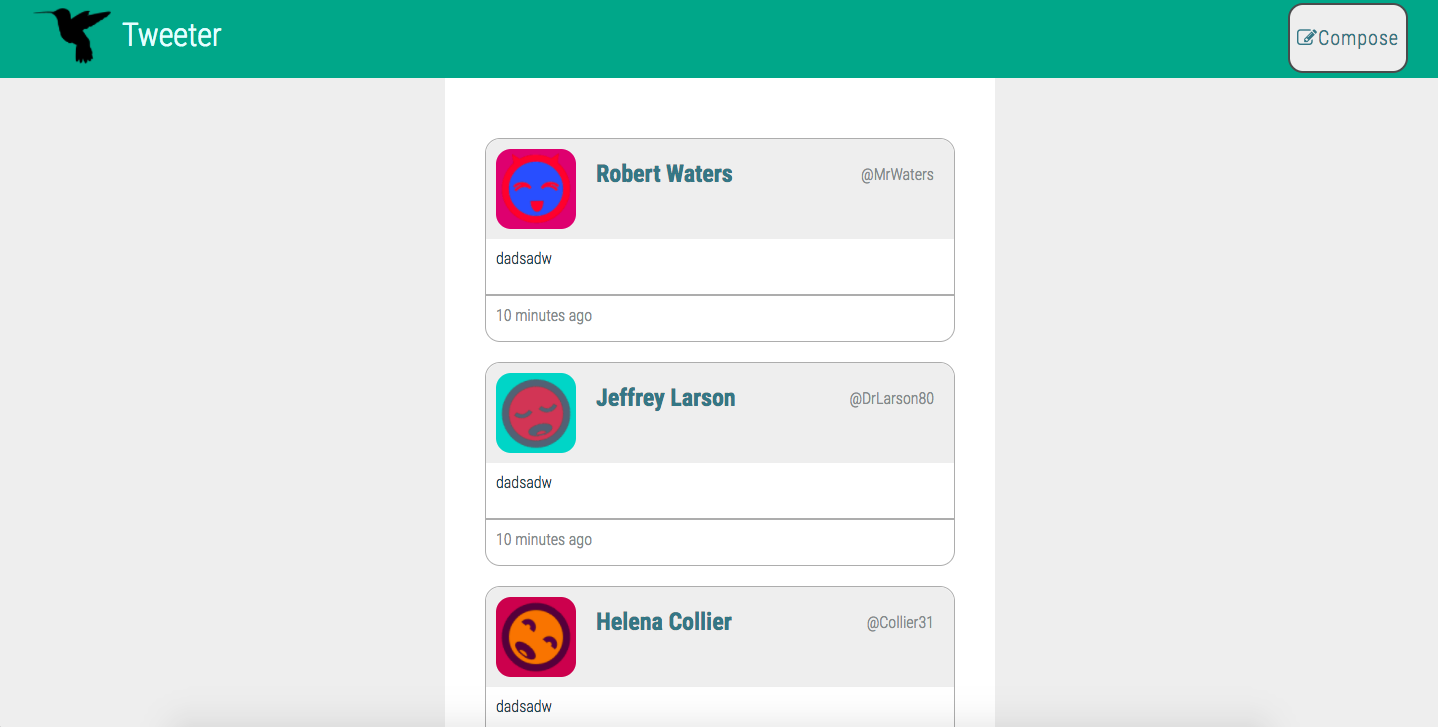 Tweeter
Compose
Robert Waters
@MrWaters
dadsadw
10 minutes ago
Jeffrey Larson
@DrLarson80
dadsadw
10 minutes ago
Helena Collier
@Collier31
dadsadw